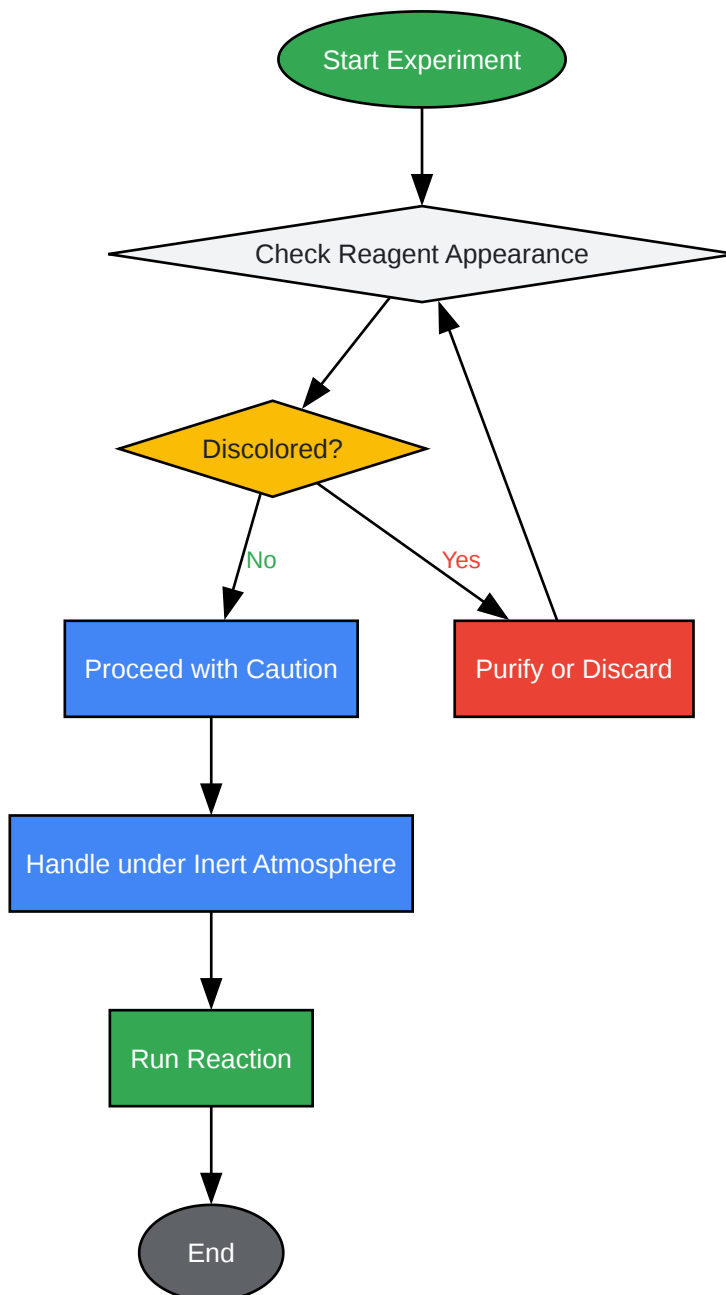 Start Experiment
Check Reagent Appearance
Discolored?
No
Yes
Proceed with Caution
Purify or Discard
Handle under Inert Atmosphere
Run Reaction
End